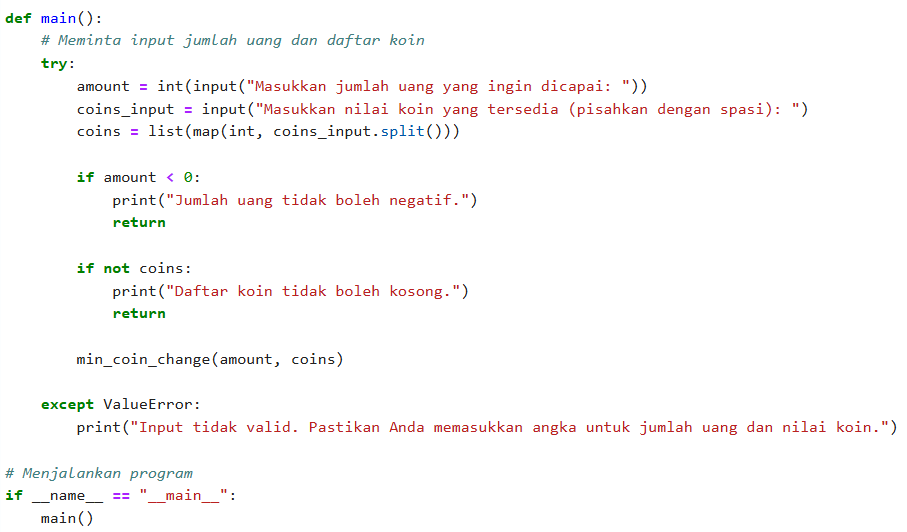 def main():
    # Meminta input jumlah uang dan daftar koin
    try:
        amount = int(input("Masukkan jumlah uang yang ingin dicapai: "))
        coins_input = input("Masukkan nilai koin yang tersedia (pisahkan dengan spasi): ")
        coins = list(map(int, coins_input.split()))

        if amount < 0:
            print("Jumlah uang tidak boleh negatif.")
            return

        if not coins:
            print("Daftar koin tidak boleh kosong.")
            return

        min_coin_change(amount, coins)

    except ValueError:
        print("Input tidak valid. Pastikan Anda memasukkan angka untuk jumlah uang dan nilai koin.")

# Menjalankan program
if __name__ == "__main__":
    main()